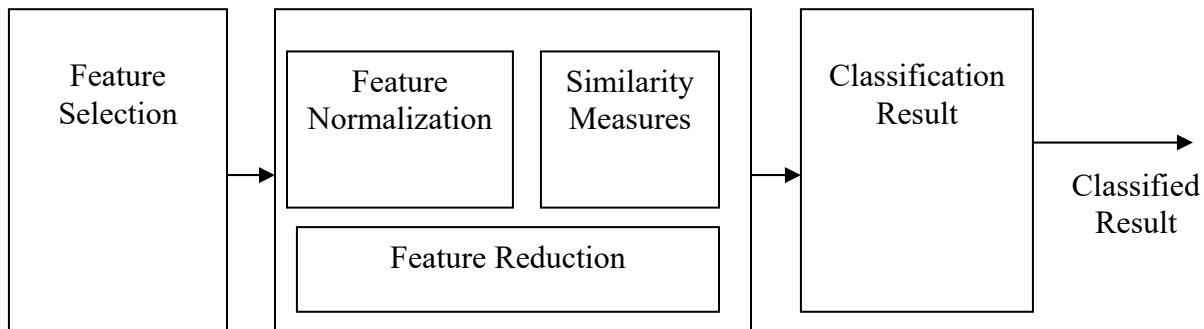 Feature
Selection
Feature
Normalization
Similarity
Measures
Feature Reduction
Classification
Result
Classified
Result